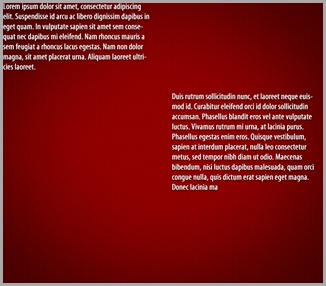 Lorem ipsum dolor sit amet, consectetur adipiscing
elit. Suspendisse id arcu ac libero dignissim dapibus in
eget quam. In vulputate sapien sit amet sem conse-
quat nec dapibus mi eleifend. Nam rhoncus mauris a
sem feugiat a rhoncus lacus egestas. Nam non dolor
magna, sit amet placerat urna. Aliquam laoreet ultri-
cies laoreet.
Duis rutrum sollicitudin nunc, et laoreet neque euis-
mod id. Curabitur eleifend orci id dolor sollicitudin
accumsan. Phasellus blandit eros vel ante vulputate
luctus. Vivamus rutrum mi urna, at lacinia purus.
Phasellus egestas enim eros. Quisque vestibulum,
sapien at interdum placerat, nulla leo consectetur
metus, sed tempor nibh diam ut odio. Maecenas
bibendum, nisi luctus dapibus malesuada, quam orci
congue nulla, quis dictum erat sapien eget magna.
Donec lacinia ma